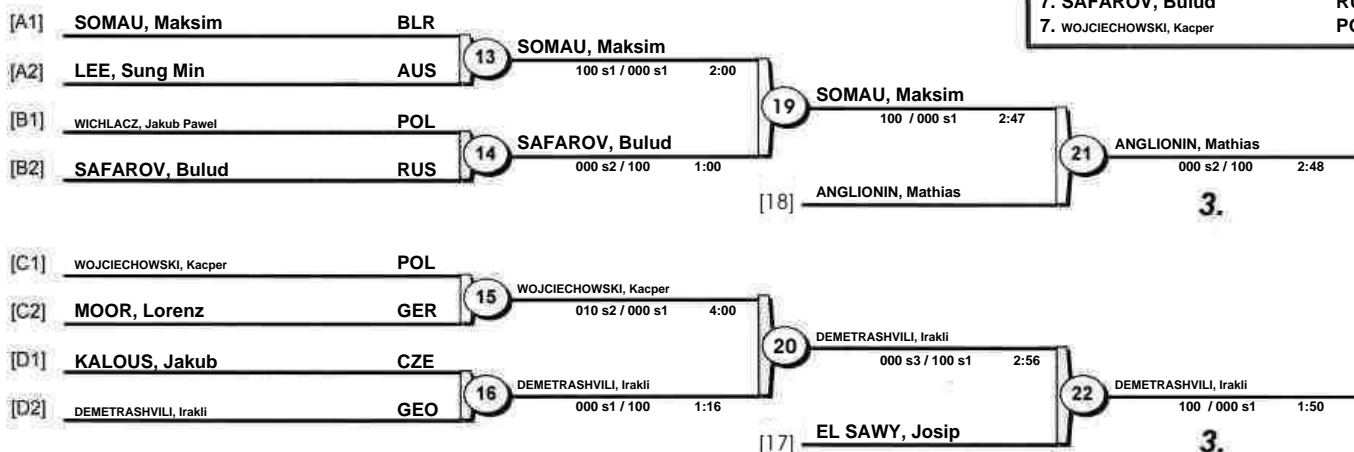 7. SAFAROV, Bulud
7. WOJCIECHOWSKI, Kacper PO
[A1] SOMAU, Maksim BLR
13 SOMAU, Maksim
100 s1 / 000 s1 2:00
[A2] LEE, Sung Min AUS
19 SOMAU, Maksim
100 / 000 s1 2:47
[B1] WICHLACZ, Jakub Pawel POL
14 SAFAROV, Bulud
000 s2 / 100 1:00
[B2] SAFAROV, Bulud RUS
21 ANGLIONIN, Mathias
000 s2 / 100 2:48
[18] ANGLIONIN, Mathias
3.
[C1] WOJCIECHOWSKI, Kacper POL
15 WOJCIECHOWSKI, Kacper
010 s2 / 000 s1 4:00
[C2] MOOR, Lorenz GER
20 DEMETRASHVILI, Irakli
000 s3 / 100 s1 2:56
[D1] KALOUS, Jakub CZE
16 DEMETRASHVILI, Irakli
000 s1 / 100 1:16
[D2] DEMETRASHVILI, Irakli GEO
22 DEMETRASHVILI, Irakli
100 / 000 s1 1:50
[17] EL SAWY, Josip
3.